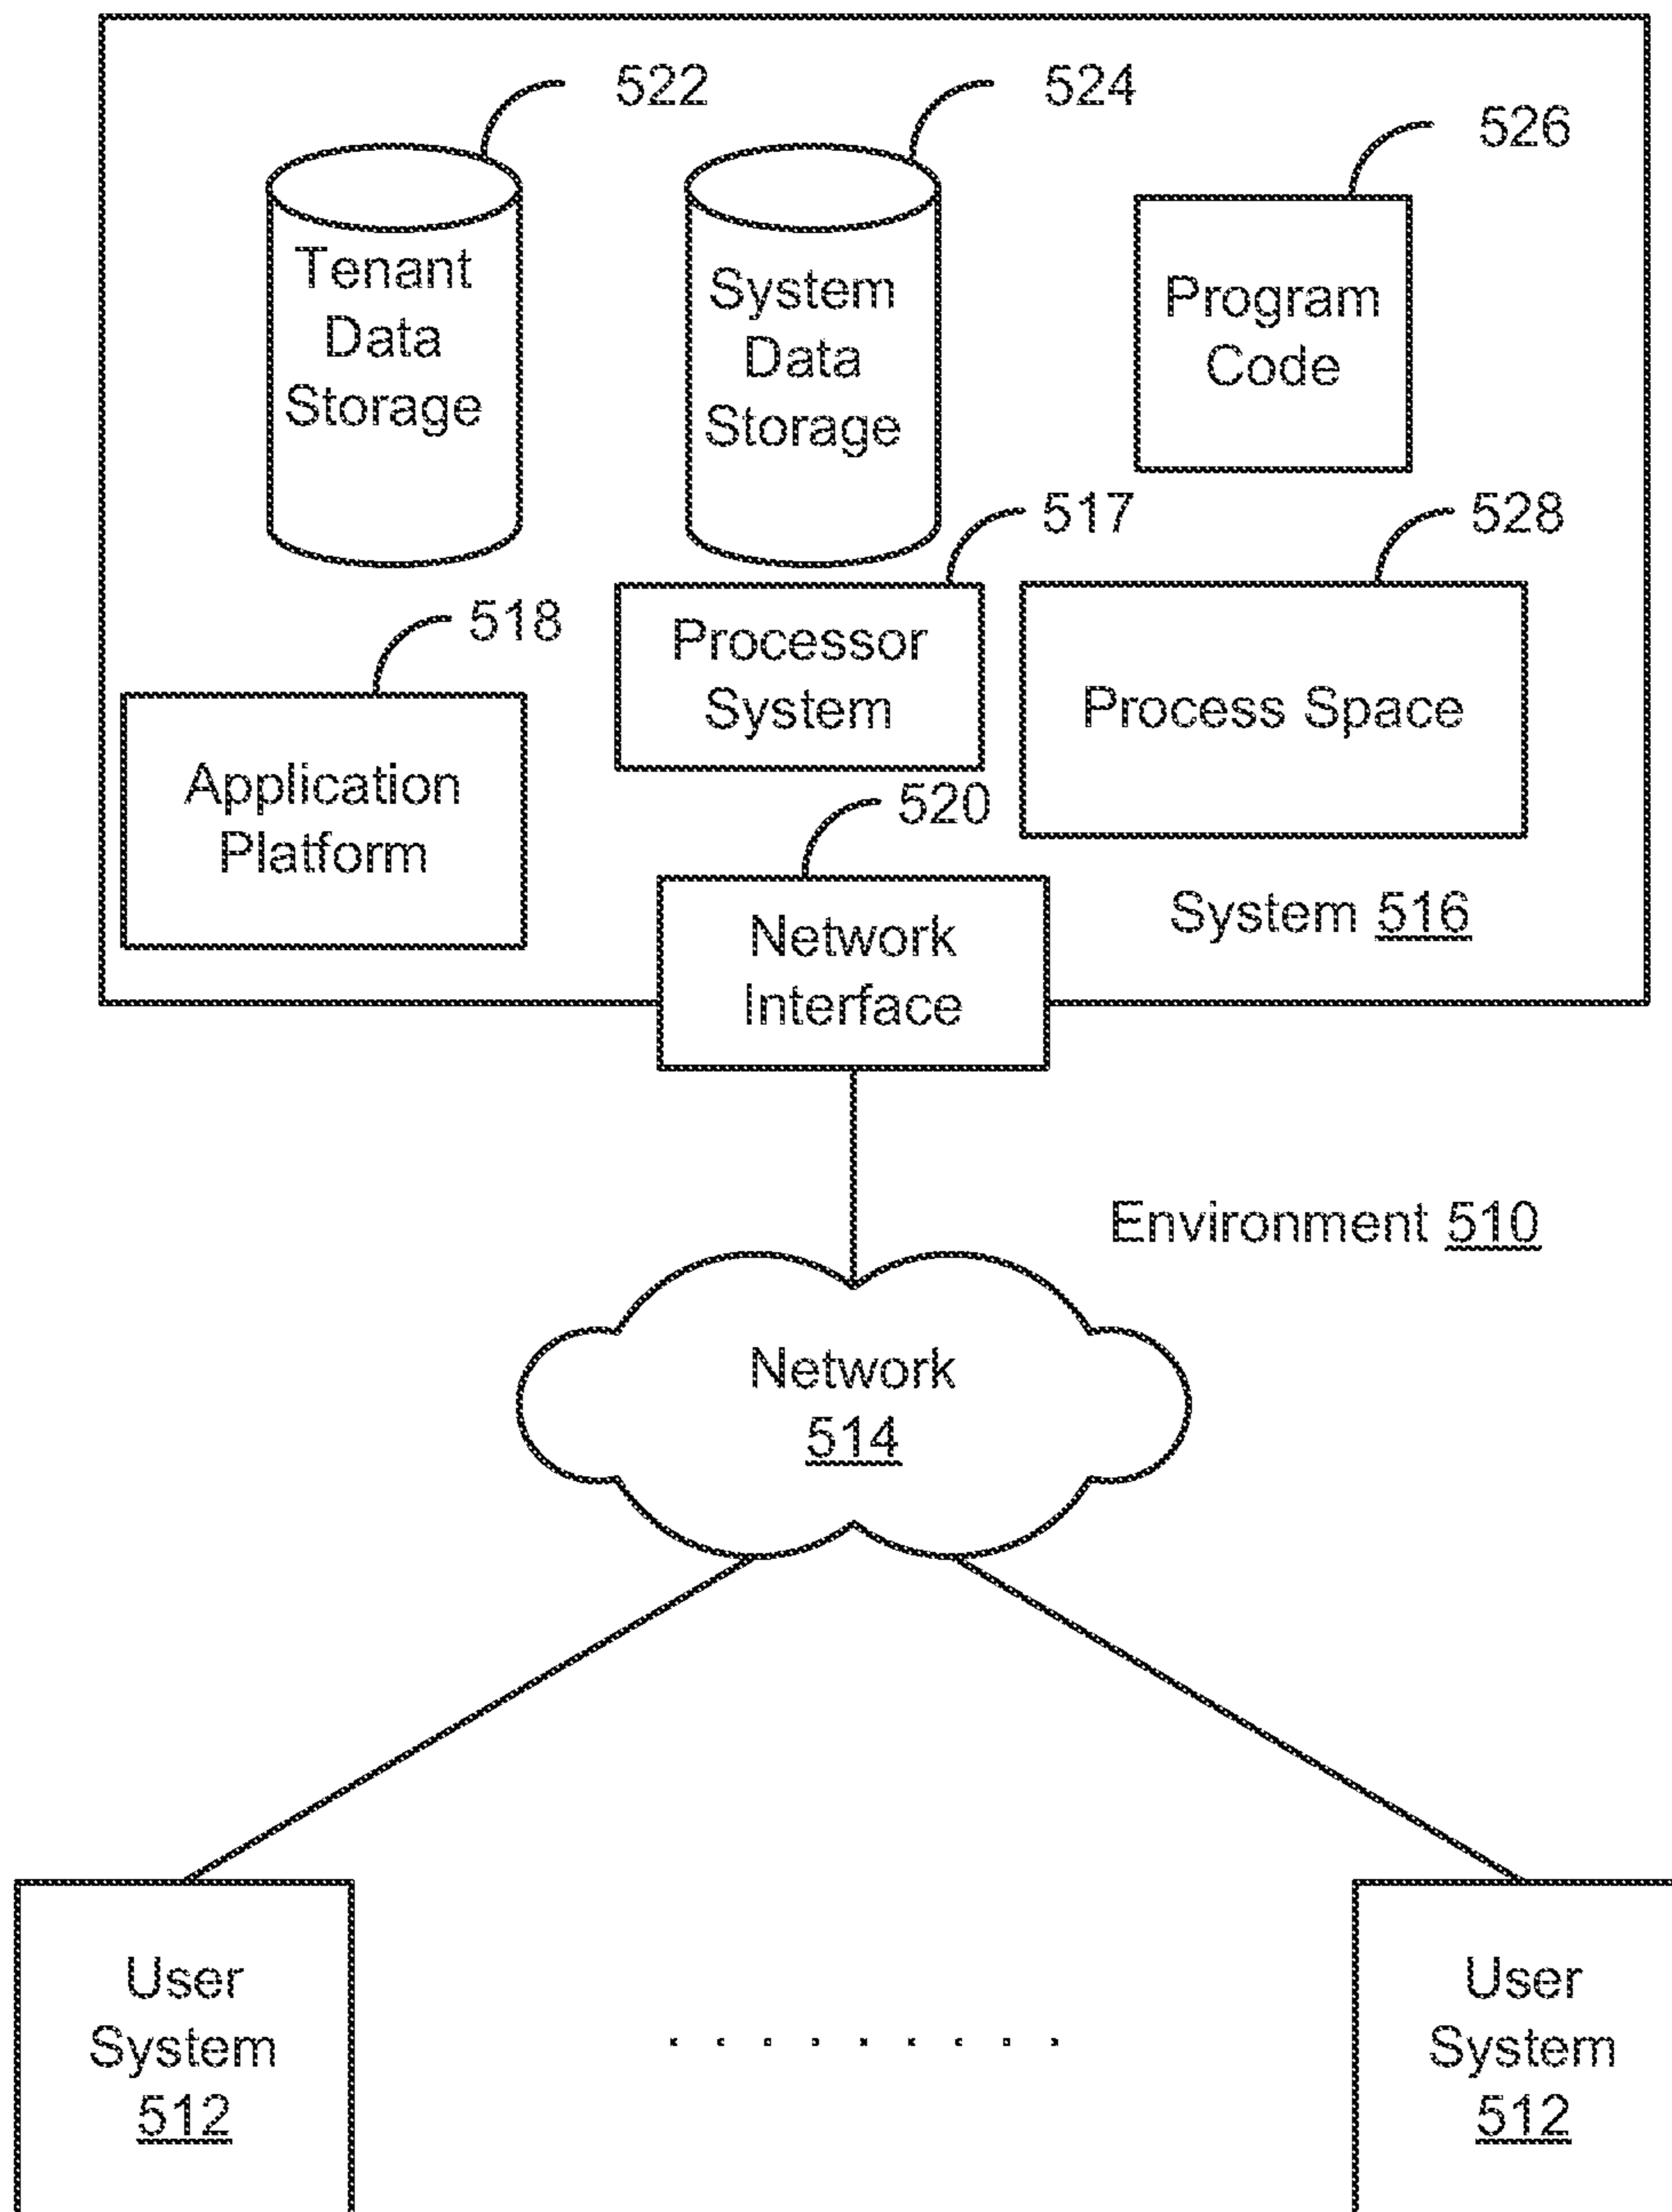 522
524
526
Tenant
Data
Storage
System
Data
Storage
Program
Code
517
528
518
Processor
System
Process Space
Application
Platform
520
Network
Interface
System 516
Environment 510
Network
514
User
System
512
User
System
512